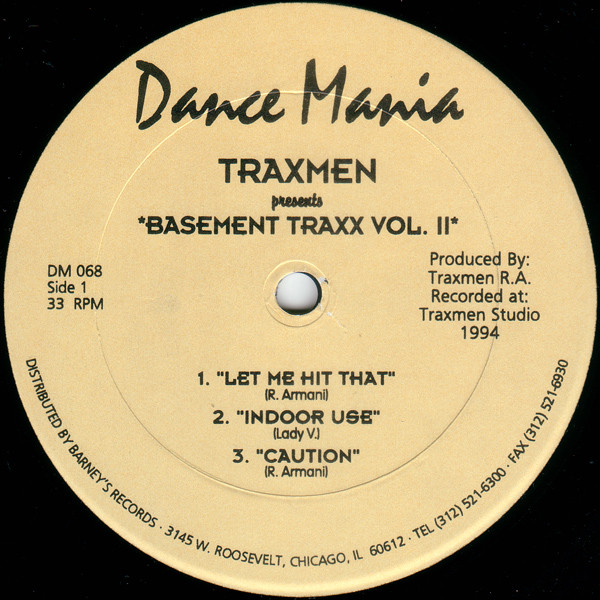 Dance Mania
TRAXMEN
presents
*BASEMENT TRAXX VOL. II*
DM 068
Side 1
33 RPM
Produced By:
Traxmen R.A.
Recorded at:
Traxmen Studio
1994
1. "LET ME HIT THAT"
(R. Armani)
2. "INDOOR USE"
(Lady V.)
3. "CAUTION"
(R. Armani)
DISTRIBUTED BY BARNEY'S RECORDS · 3145 W. ROOSEVELT, CHICAGO, IL 60612 · TEL (312) 521-6300 · FAX (312) 521-6930